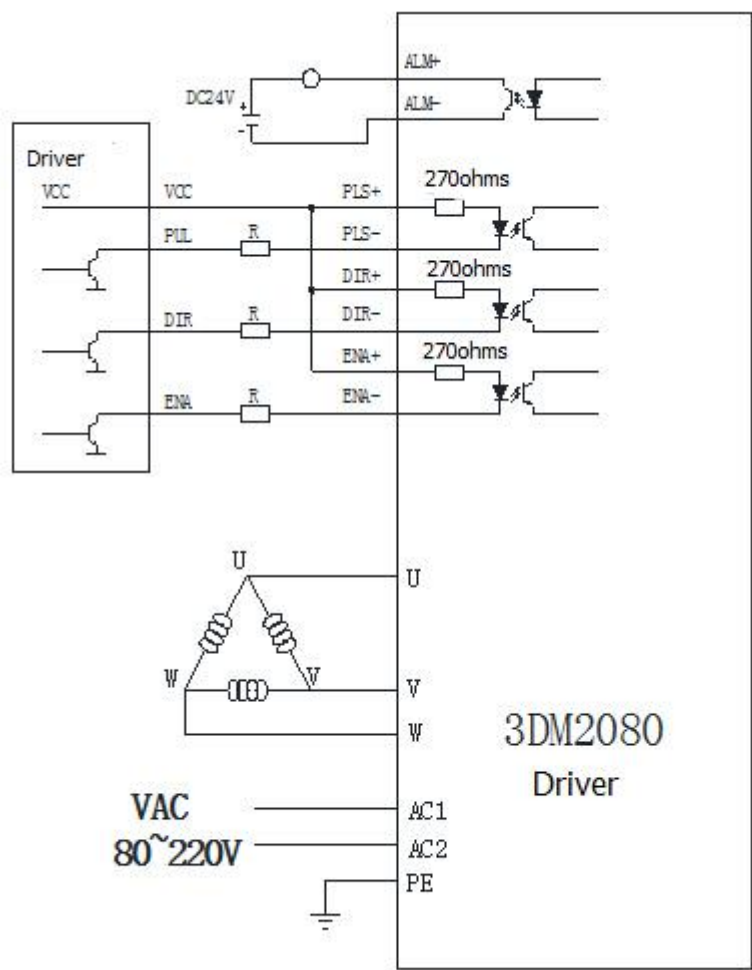 ALM+
DC24V
+
ALM-
-
Driver
270ohms
VCC
VCC
PLS+
PUL
R
PLS-
DIR+
270ohms
DIR
R
DIR-
ENA+
270ohms
ENA
R
ENA-
U
U
W
V
V
W
3DM2080
Driver
VAC
AC1
80~220V
AC2
PE